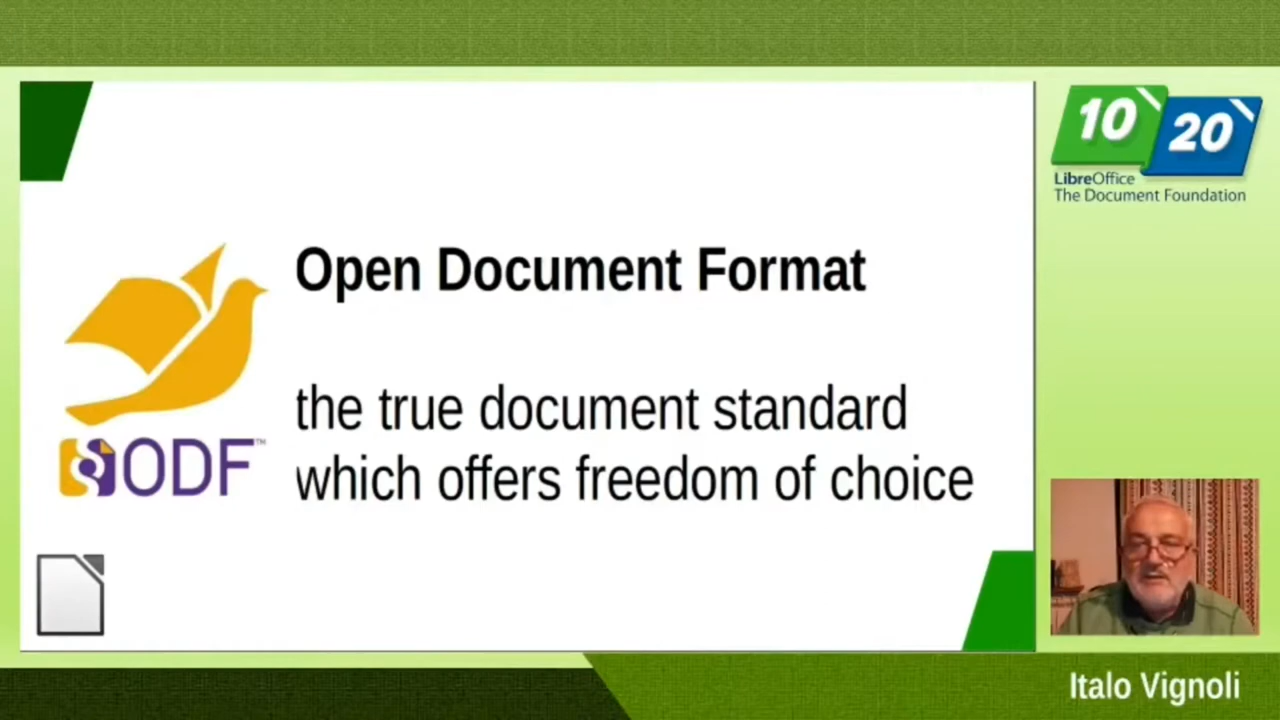 Open Document Format
the true document standard
which offers freedom of choice
ODF™
10
20
LibreOffice
The Document Foundation
Italo Vignoli